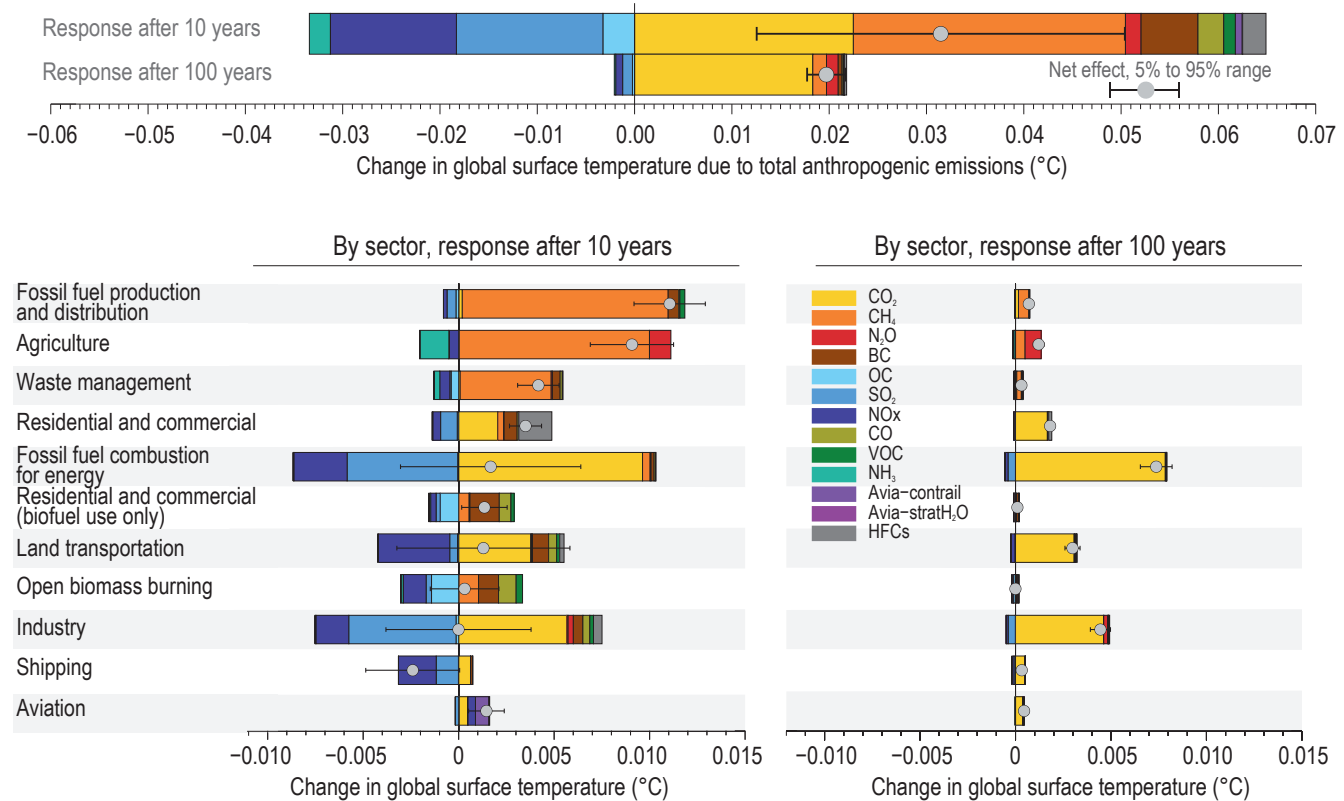 Response after 10 years
Response after 100 years
Net effect, 5% to 95% range
−0.06 −0.05 −0.04 −0.03 −0.02 −0.01 0.00 0.01 0.02 0.03 0.04 0.05 0.06 0.07
Change in global surface temperature due to total anthropogenic emissions (°C)
By sector, response after 10 years
By sector, response after 100 years
Fossil fuel production
and distribution
Agriculture
Waste management
Residential and commercial
Fossil fuel combustion
for energy
Residential and commercial
(biofuel use only)
Land transportation
Open biomass burning
Industry
Shipping
Aviation
CO₂
CH₄
N₂O
BC
OC
SO₂
NOx
CO
VOC
NH₃
Avia−contrail
Avia−stratH₂O
HFCs
−0.010 −0.005 0 0.005 0.010 0.015
Change in global surface temperature (°C)
−0.010 −0.005 0 0.005 0.010 0.015
Change in global surface temperature (°C)